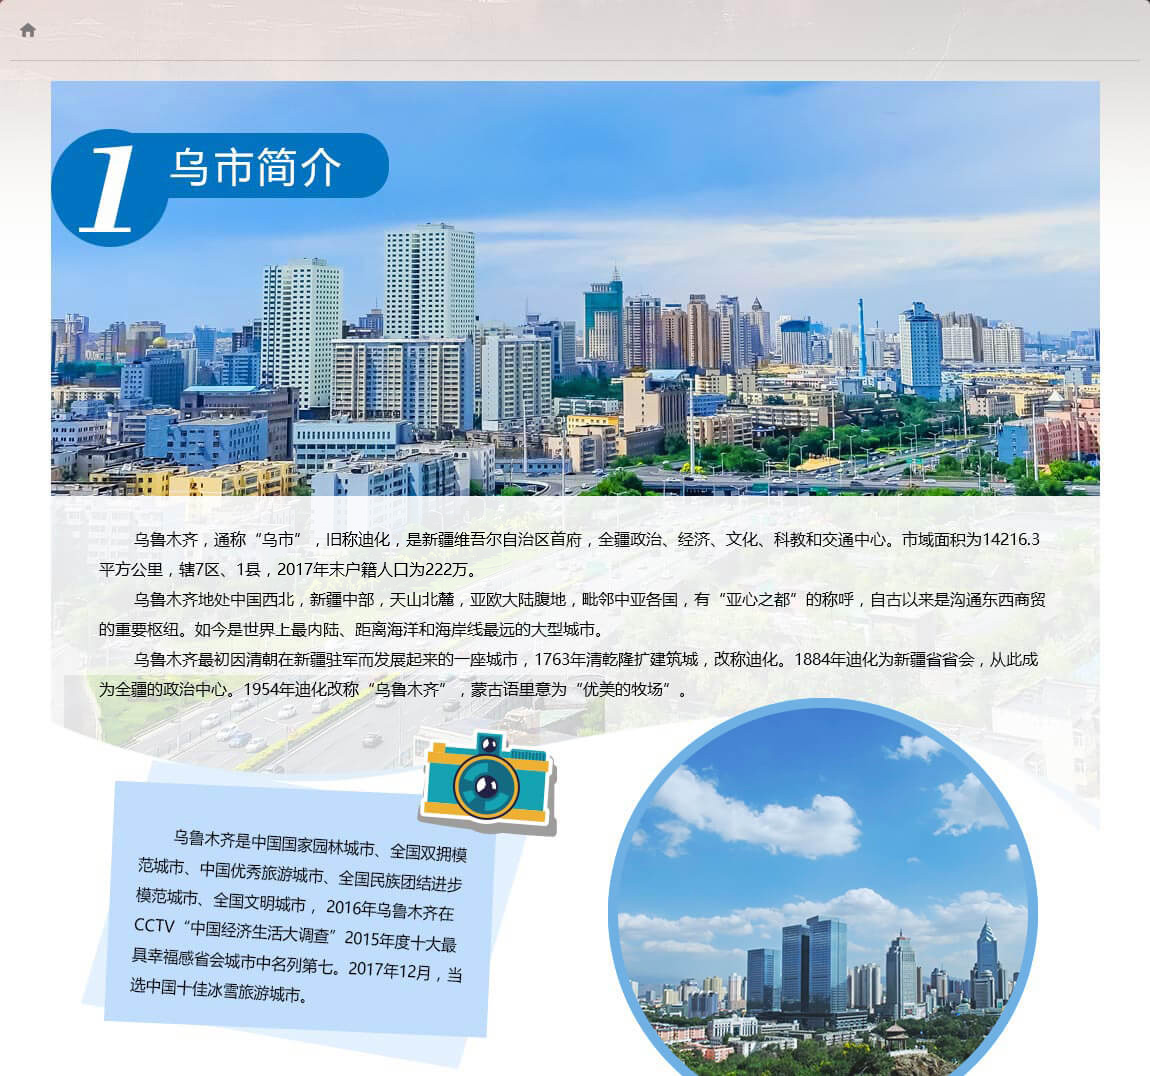 1
乌市简介
乌鲁木齐，通称“乌市”，旧称迪化，是新疆维吾尔自治区首府，全疆政治、经济、文化、科教和交通中心。市域面积为14216.3
平方公里，辖7区、1县，2017年末户籍人口为222万。
乌鲁木齐地处中国西北，新疆中部，天山北麓，亚欧大陆腹地，毗邻中亚各国，有“亚心之都”的称呼，自古以来是沟通东西商贸
的重要枢纽。如今是世界上最内陆、距离海洋和海岸线最远的大型城市。
乌鲁木齐最初因清朝在新疆驻军而发展起来的一座城市，1763年清乾隆扩建筑城，改称迪化。1884年迪化为新疆省省会，从此成
为全疆的政治中心。1954年迪化改称“乌鲁木齐”，蒙古语里意为“优美的牧场”。
乌鲁木齐是中国国家园林城市、全国双拥模
范城市、中国优秀旅游城市、全国民族团结进步
模范城市、全国文明城市， 2016年乌鲁木齐在
CCTV“中国经济生活大调查”2015年度十大最
具幸福感省会城市中名列第七。2017年12月，当
选中国十佳冰雪旅游城市。